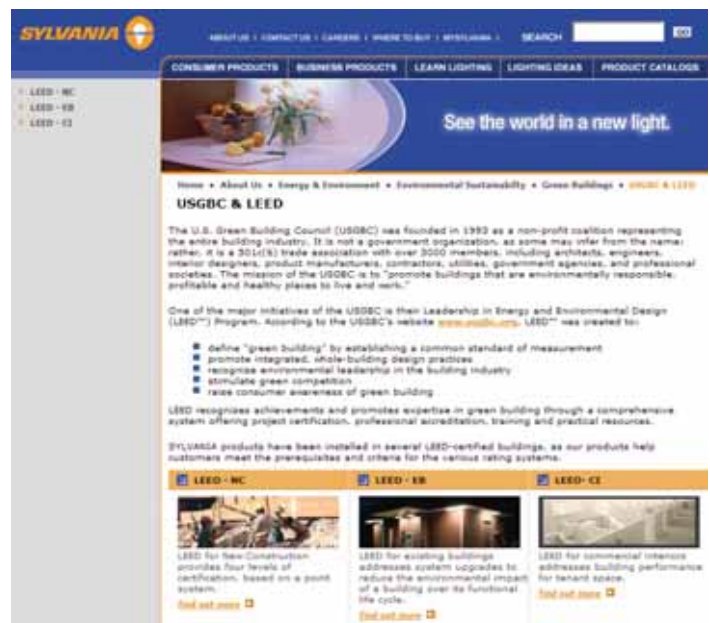 SYLVANIA
ABOUT US | CONTACT US | CAREERS | WHERE TO BUY | MYSYLVANIA |
SEARCH
GO
CONSUMER PRODUCTS
BUSINESS PRODUCTS
LEARN LIGHTING
LIGHTING IDEAS
PRODUCT CATALOGS
LEED - NC
LEED - EB
LEED - CI
See the world in a new light.
Home • About Us • Energy & Environment • Environmental Sustainabilty • Green Buildings • USGBC & LEED
USGBC & LEED
The U.S. Green Building Council (USGBC) was founded in 1993 as a non-profit coalition representing
the entire building industry. It is not a government organization, as some may infer from the name;
rather, it is a 501c(6) trade association with over 3000 members, including architects, engineers,
interior designers, product manufacturers, contractors, utilities, government agencies, and professional
societies. The mission of the USGBC is to "promote buildings that are environmentally responsible,
profitable and healthy places to live and work."
One of the major initiatives of the USGBC is their Leadership in Energy and Environmental Design
(LEED™) Program. According to the USGBC's website www.usgbc.org, LEED™ was created to:
define "green building" by establishing a common standard of measurement
promote integrated, whole-building design practices
recognize environmental leadership in the building industry
stimulate green competition
raise consumer awareness of green building
LEED recognizes achievements and promotes expertise in green building through a comprehensive
system offering project certification, professional accreditation, training and practical resources.
SYLVANIA products have been installed in several LEED-certified buildings, as our products help
customers meet the prerequisites and criteria for the various rating systems.
LEED - NC
LEED for New Construction
provides four levels of
certification, based on a point
system.
find out more
LEED - EB
LEED for existing buildings
addresses system upgrades to
reduce the environmental impact
of a building over its functional
life cycle.
find out more
LEED- CI
LEED for commercial interiors
addresses building performance
for tenant space.
find out more